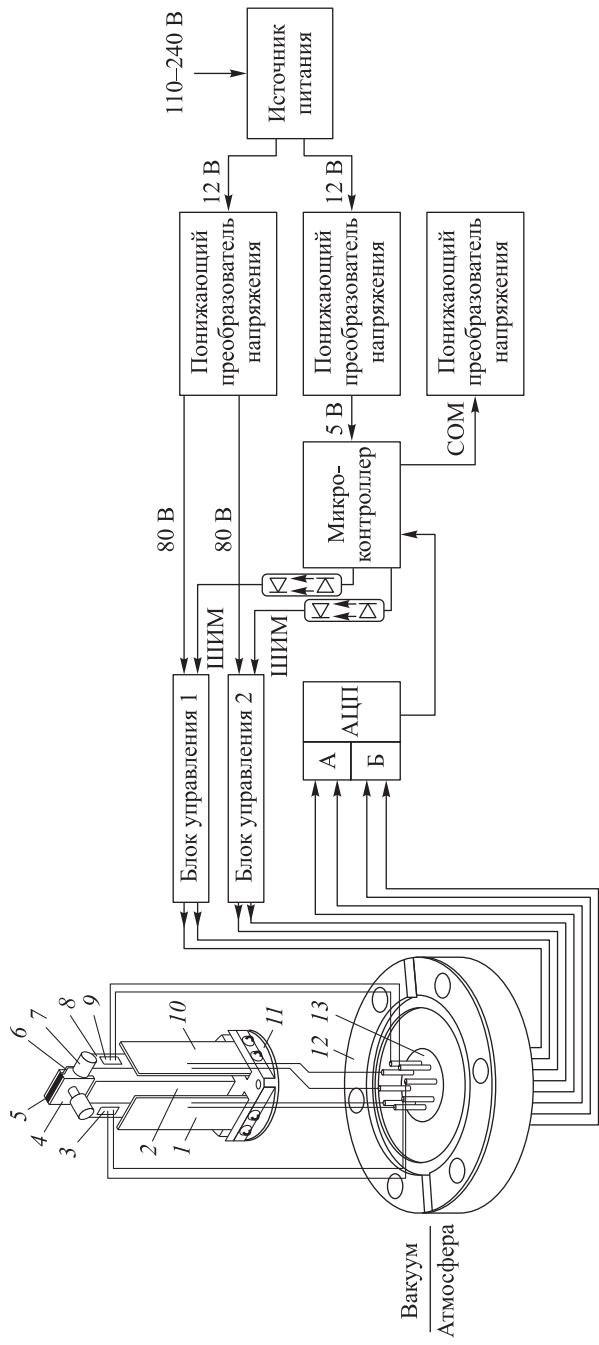 110–240 В
Источник
питания
12 В
12 В
Понижающий
преобразователь
напряжения
Понижающий
преобразователь
напряжения
Понижающий
преобразователь
напряжения
80 В
80 В
5 В
COM
Микро-
контроллер
ШИМ
ШИМ
Блок управления 1
Блок управления 2
АЦП
А
Б
5
6
4
7
3
8
9
2
10
1
11
12
13
Вакуум
Атмосфера